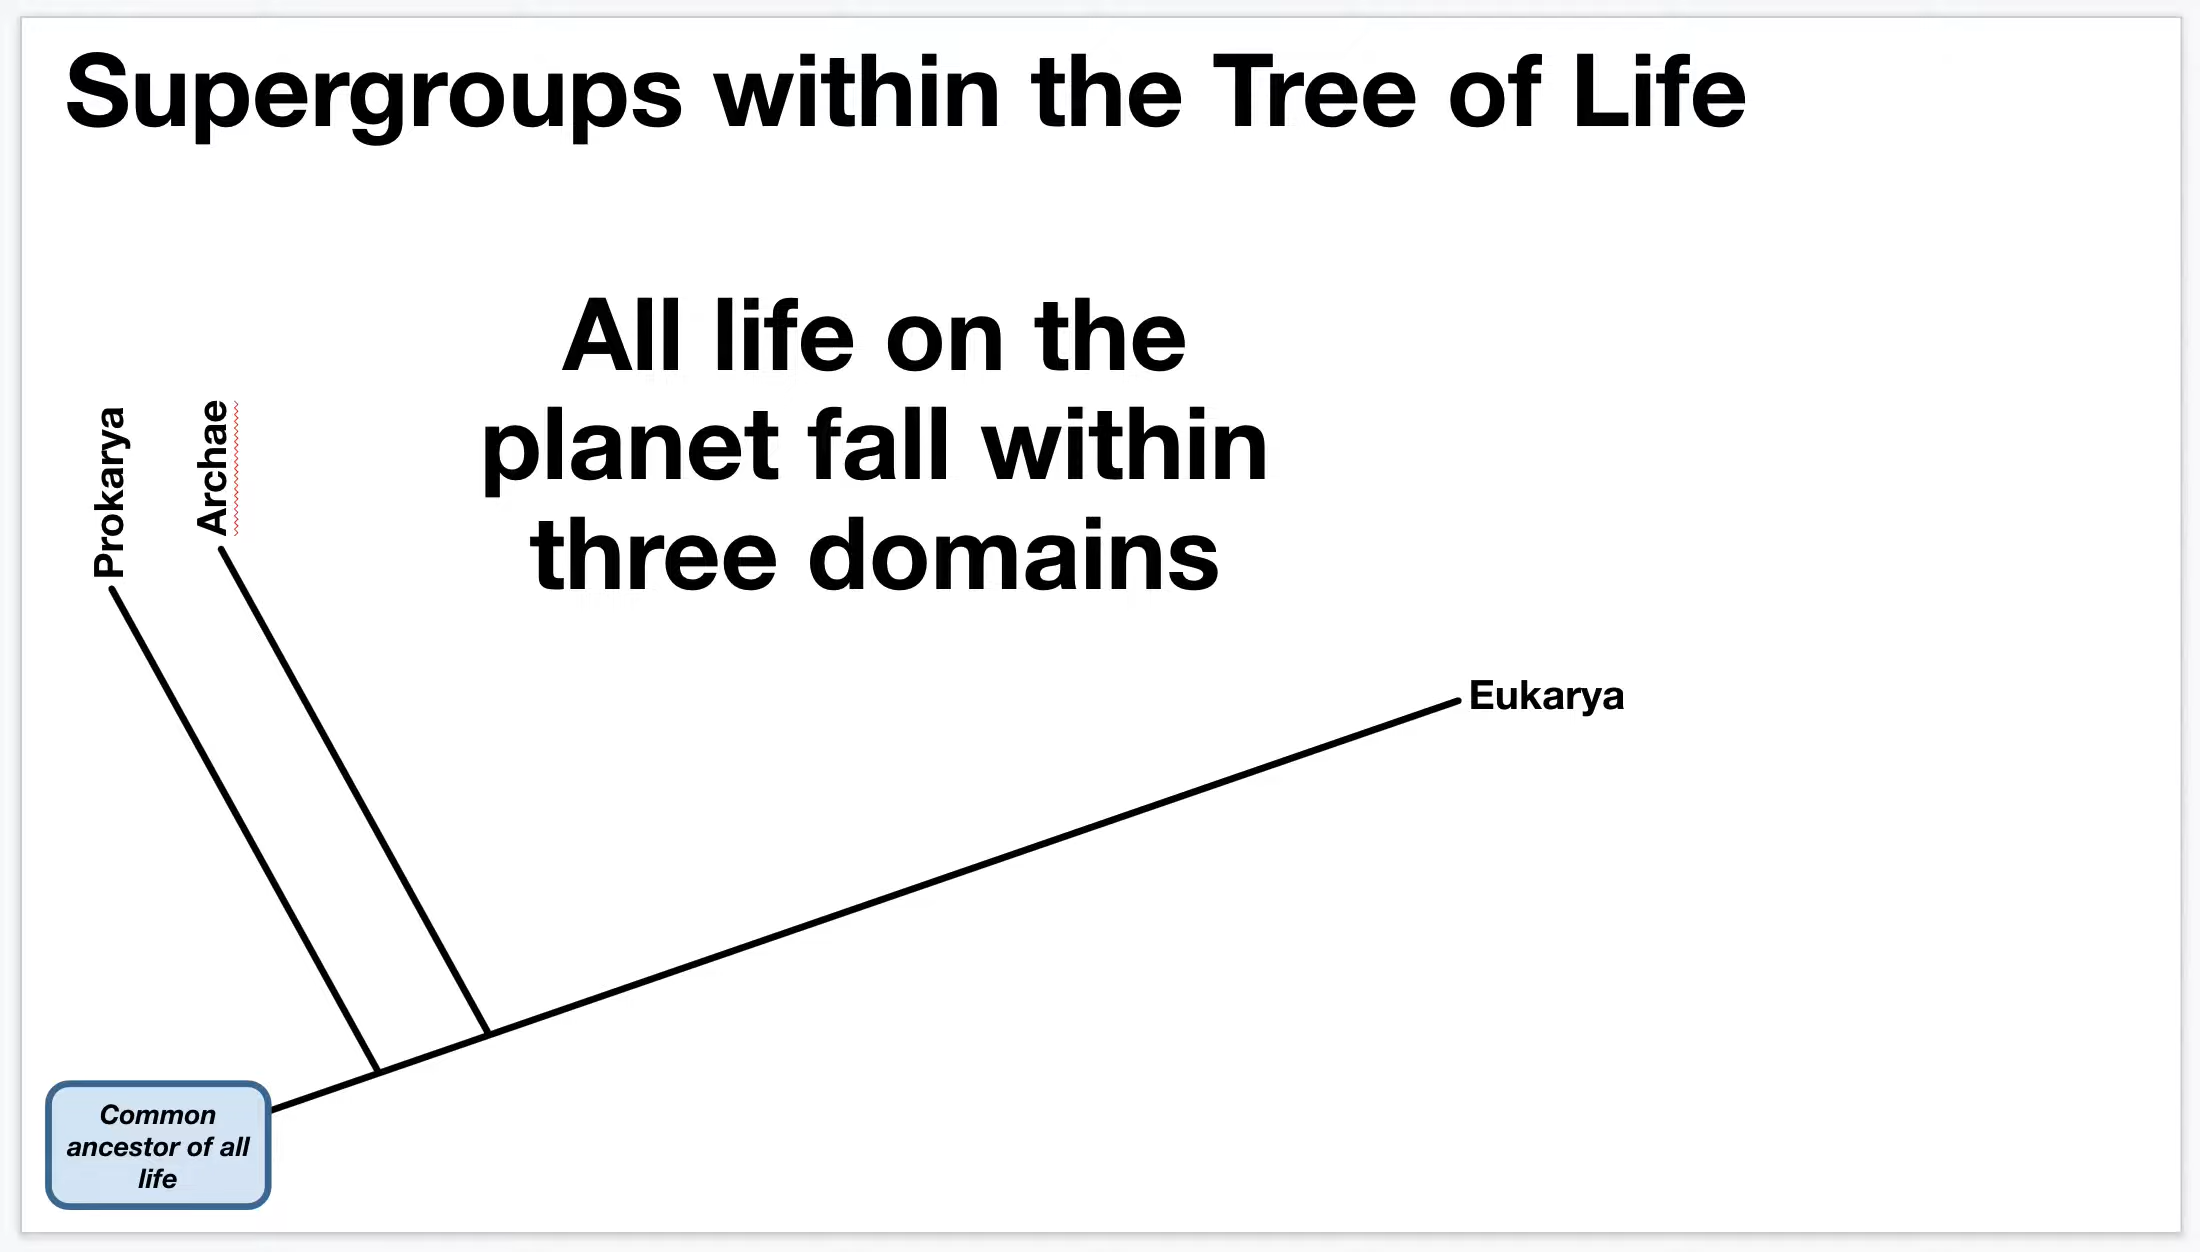 Supergroups within the Tree of Life
All life on the
planet fall within
three domains
Prokarya
Archae
Eukarya
Common
ancestor of all
life